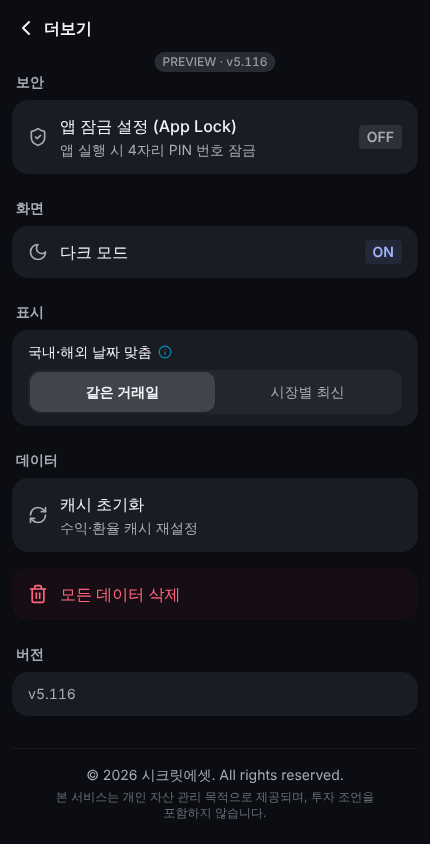 더보기
PREVIEW · v5.116
보안
앱 잠금 설정 (App Lock)
앱 실행 시 4자리 PIN 번호 잠금
OFF
화면
다크 모드
ON
표시
국내·해외 날짜 맞춤
같은 거래일
시장별 최신
데이터
캐시 초기화
수익·환율 캐시 재설정
모든 데이터 삭제
버전
v5.116
© 2026 시크릿에셋. All rights reserved.
본 서비스는 개인 자산 관리 목적으로 제공되며, 투자 조언을
포함하지 않습니다.